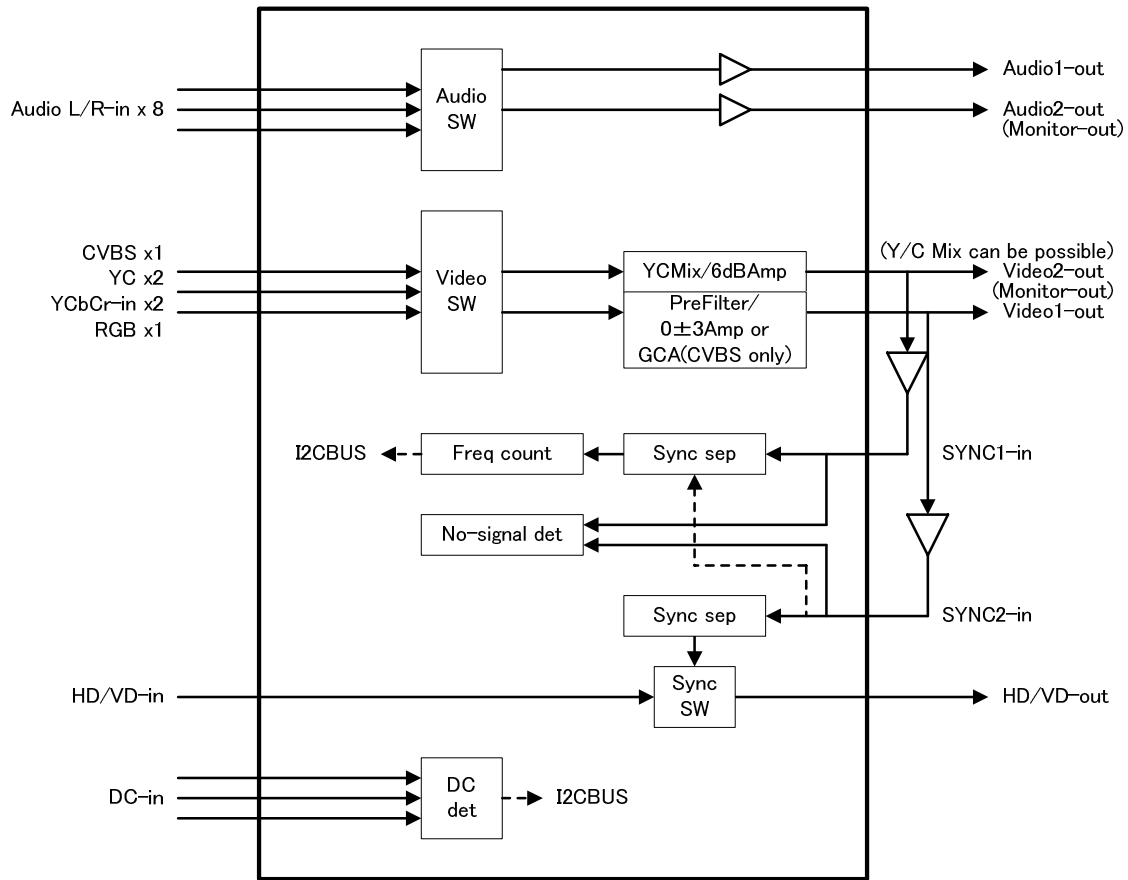 Audio L/R-in x 8
Audio
SW
Audio1-out
Audio2-out
(Monitor-out)
CVBS x1
YC x2
YCbCr-in x2
RGB x1
Video
SW
YCMix/6dBAmp
PreFilter/
0±3Amp or
GCA(CVBS only)
(Y/C Mix can be possible)
Video2-out
(Monitor-out)
Video1-out
I2CBUS
Freq count
Sync sep
SYNC1-in
No-signal det
Sync sep
SYNC2-in
HD/VD-in
Sync
SW
HD/VD-out
DC-in
DC
det
I2CBUS